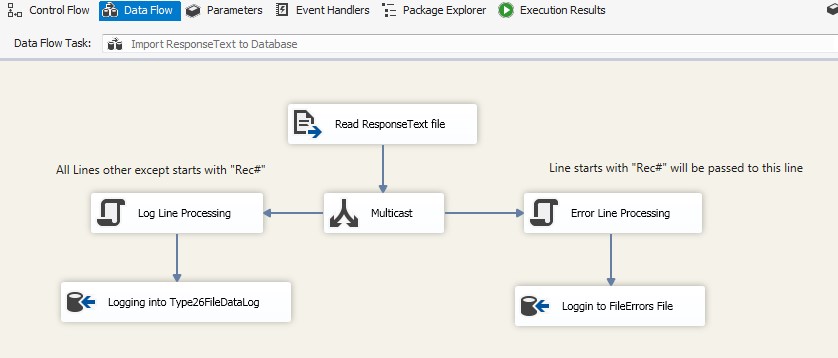 Control Flow
Data Flow
Parameters
Event Handlers
Package Explorer
Execution Results
Data Flow Task:
Import ResponseText to Database
Read ResponseText file
All Lines other except starts with "Rec#"
Line starts with "Rec#" will be passed to this line
Log Line Processing
Multicast
Error Line Processing
Logging into Type26FileDataLog
Loggin to FileErrors File